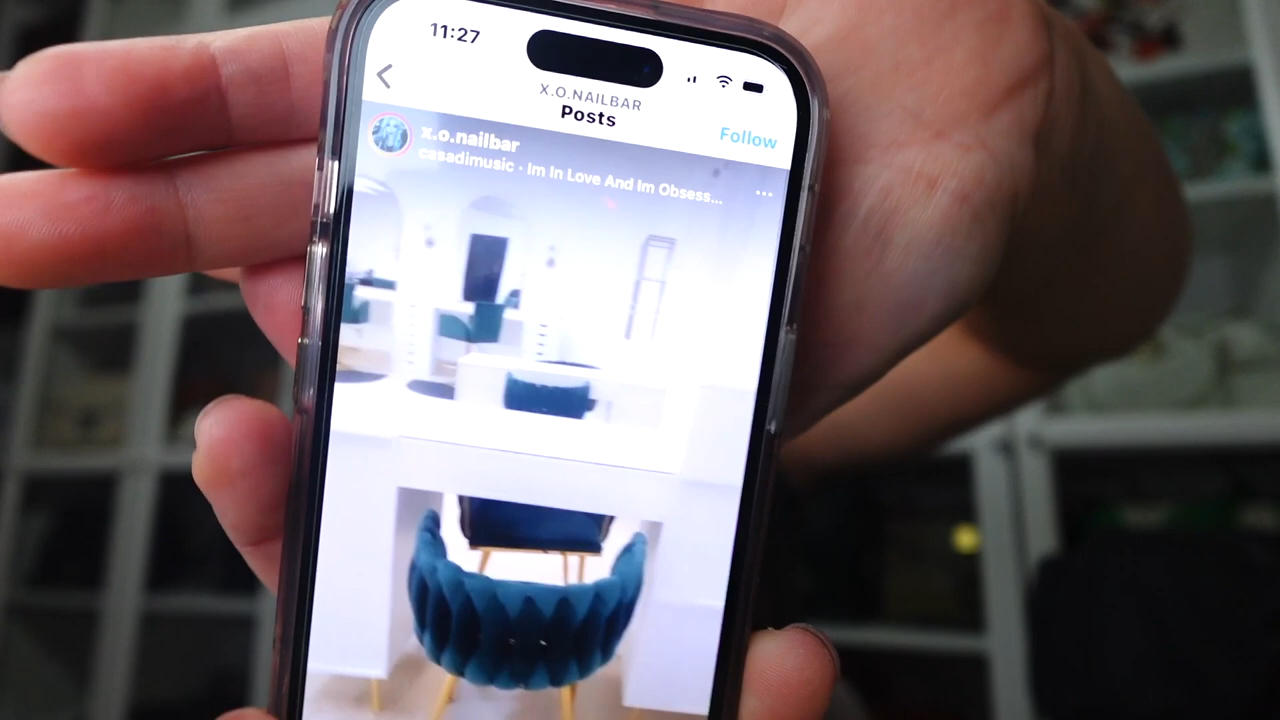 11:27
X.O.NAILBAR
Posts
Follow
x.o.nailbar
casadimusic · Im In Love And Im Obsess...